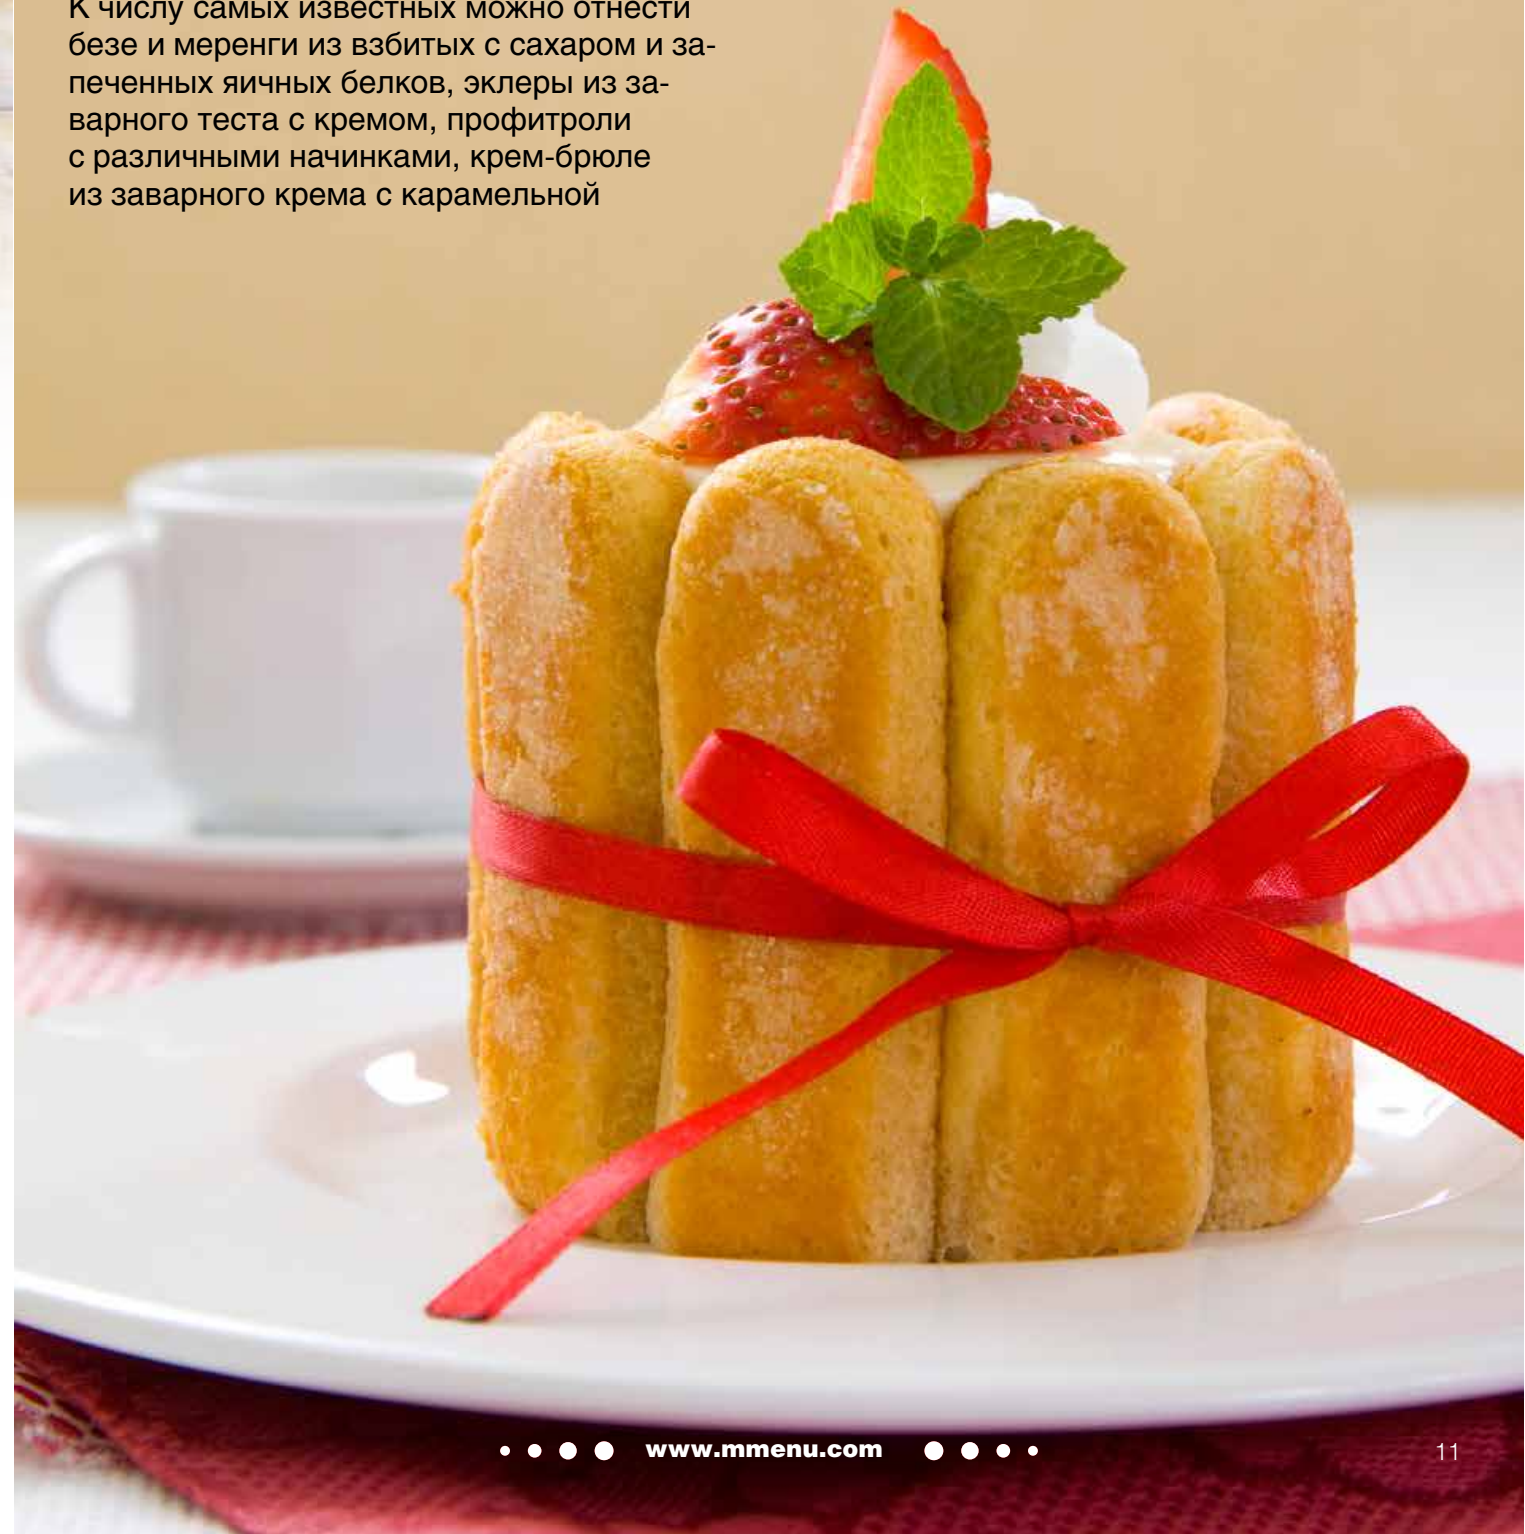 К числу самых известных можно отнести
безе и меренги из взбитых с сахаром и за-
печенных яичных белков, эклеры из за-
варного теста с кремом, профитроли
с различными начинками, крем-брюле
из заварного крема с карамельной
www.mmenu.com
11